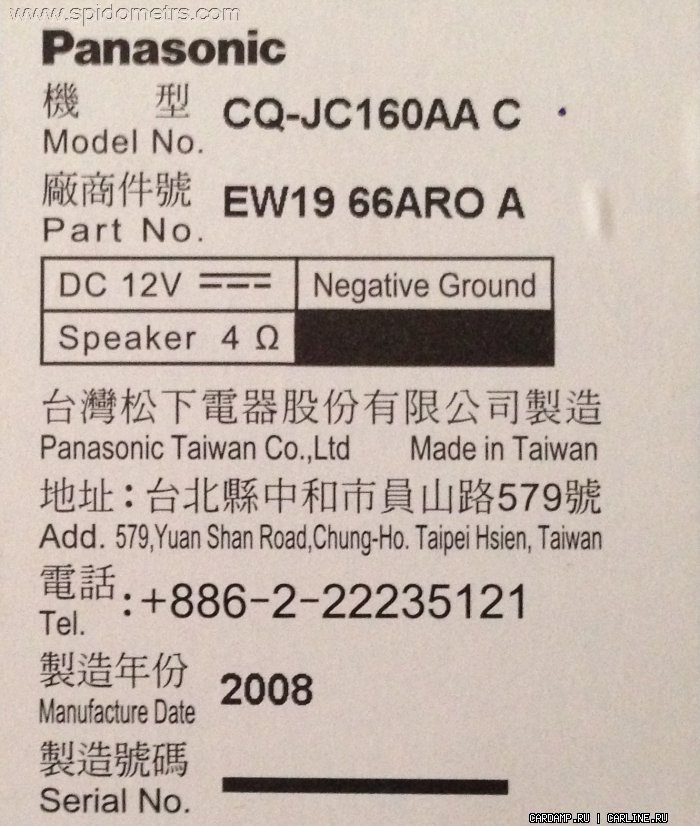 www.spidometrs.com
Panasonic
機 型 CQ-JC160AA C
Model No.
廠商件號 EW19 66ARO A
Part No.
DC 12V ⎓ Negative Ground
Speaker 4 Ω
台灣松下電器股份有限公司製造
Panasonic Taiwan Co.,Ltd Made in Taiwan
地址：台北縣中和市員山路579號
Add. 579,Yuan Shan Road,Chung-Ho. Taipei Hsien, Taiwan
電話 :+886-2-22235121
Tel.
製造年份 2008
Manufacture Date
製造號碼
Serial No.
CARDAMP.RU | CARLINE.RU